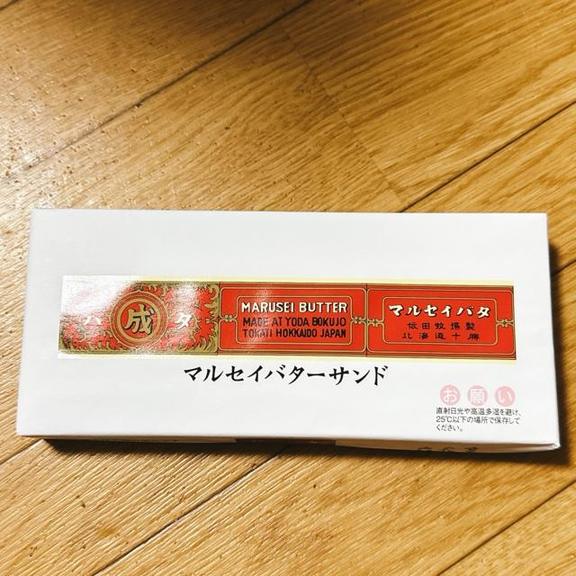 バ 成 タ
MARUSEI BUTTER
MADE AT YODA BOKUJO
TOKATI HOKKAIDO JAPAN
マルセイバタ
依田牧場製
北海道十勝
マルセイバターサンド
お願い
直射日光や高温多湿を避け、
25℃以下の場所で保存して
ください。